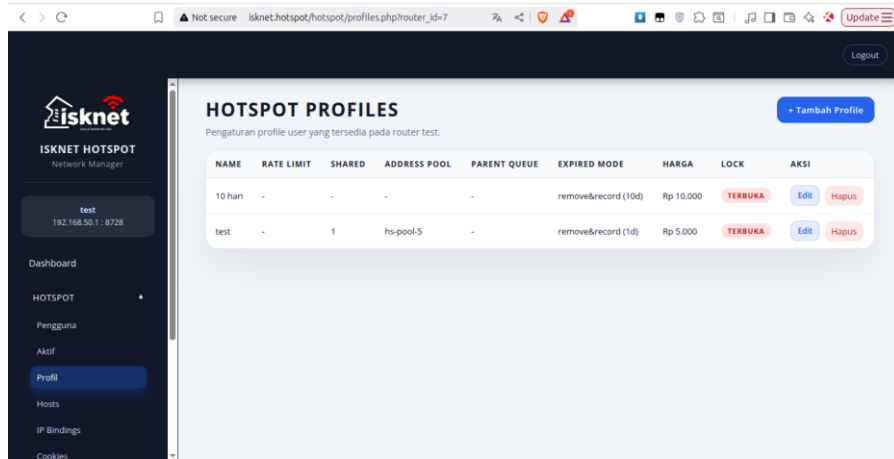 Not secure isknet.hotspot/hotspot/profiles.php?router_id=7
Update
Logout
isknet
ISKNET HOTSPOT
Network Manager
test
192.168.50.1 : 8728
Dashboard
HOTSPOT
Pengguna
Aktif
Profil
Hosts
IP Bindings
Cookies
HOTSPOT PROFILES
+ Tambah Profile
Pengaturan profile user yang tersedia pada router test.
NAME RATE LIMIT SHARED ADDRESS POOL PARENT QUEUE EXPIRED MODE HARGA LOCK AKSI
10 hari - - - - remove&record (10d) Rp 10.000 TERBUKA Edit Hapus
test - 1 hs-pool-5 - remove&record (1d) Rp 5.000 TERBUKA Edit Hapus